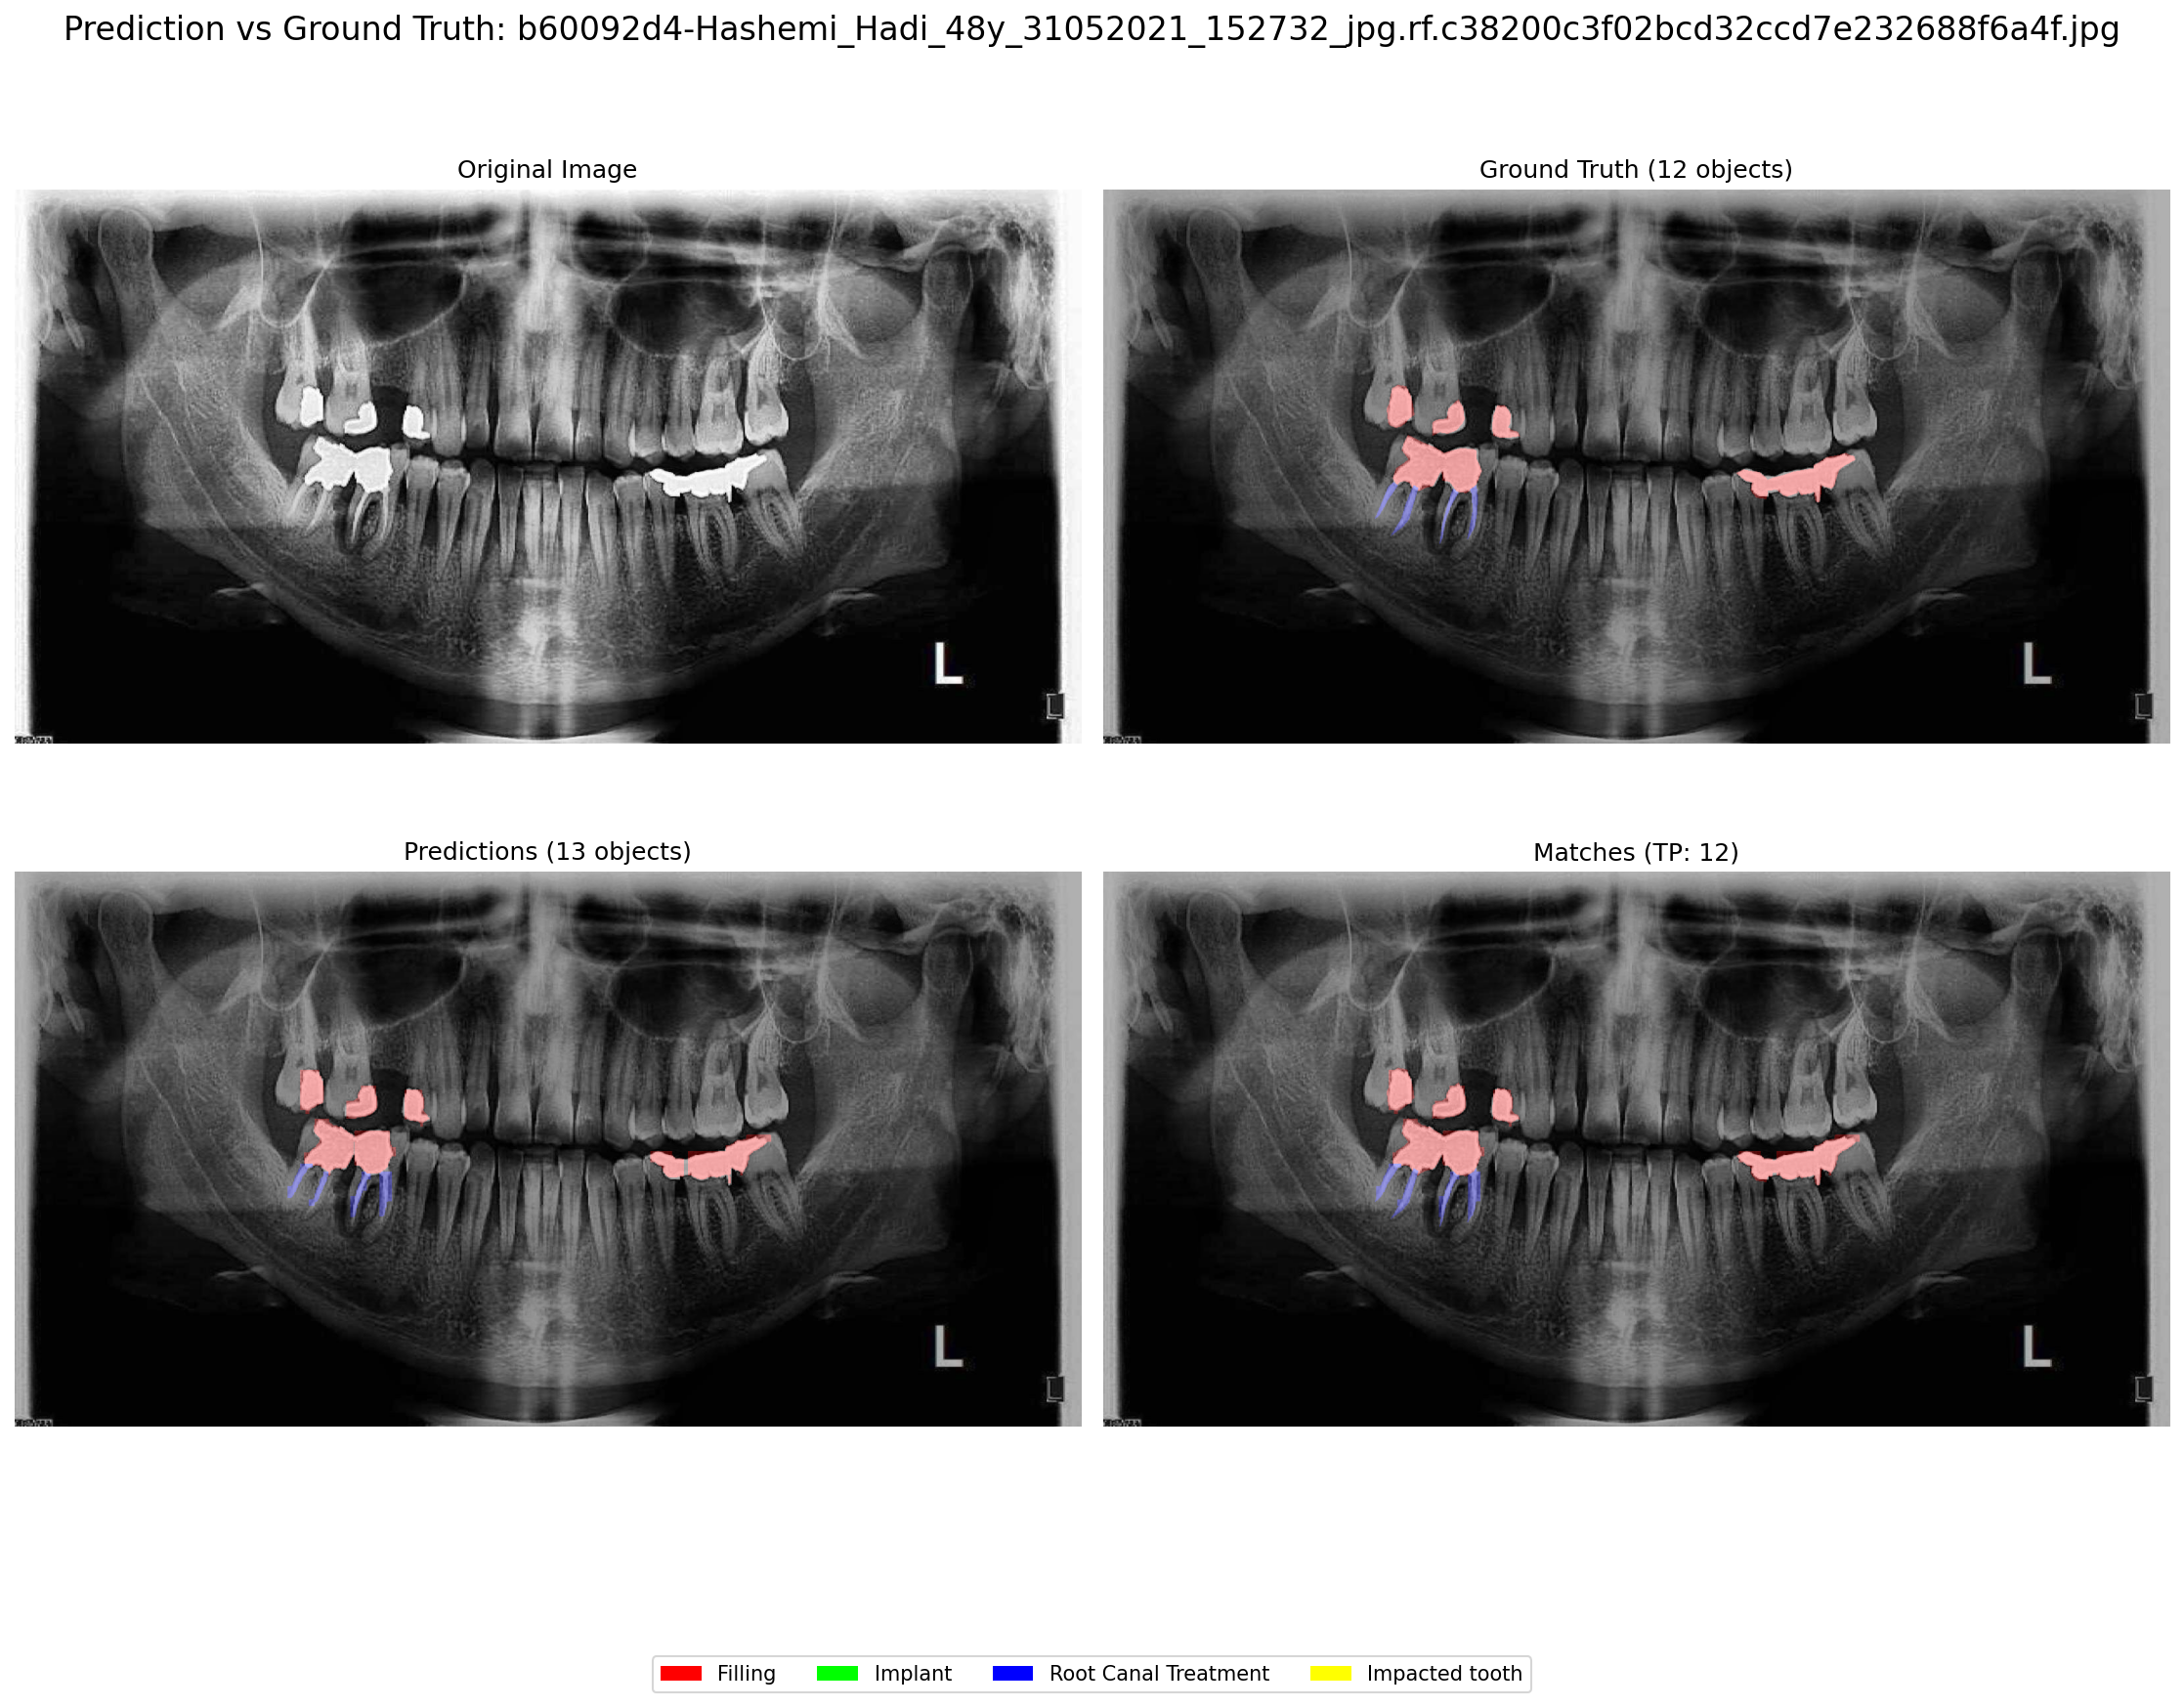 Prediction vs Ground Truth: b60092d4-Hashemi_Hadi_48y_31052021_152732_jpg.rf.c38200c3f02bcd32ccd7e232688f6a4f.jpg
Original Image
Ground Truth (12 objects)
L
L
Predictions (13 objects)
Matches (TP: 12)
L
L
Filling
Implant
Root Canal Treatment
Impacted tooth